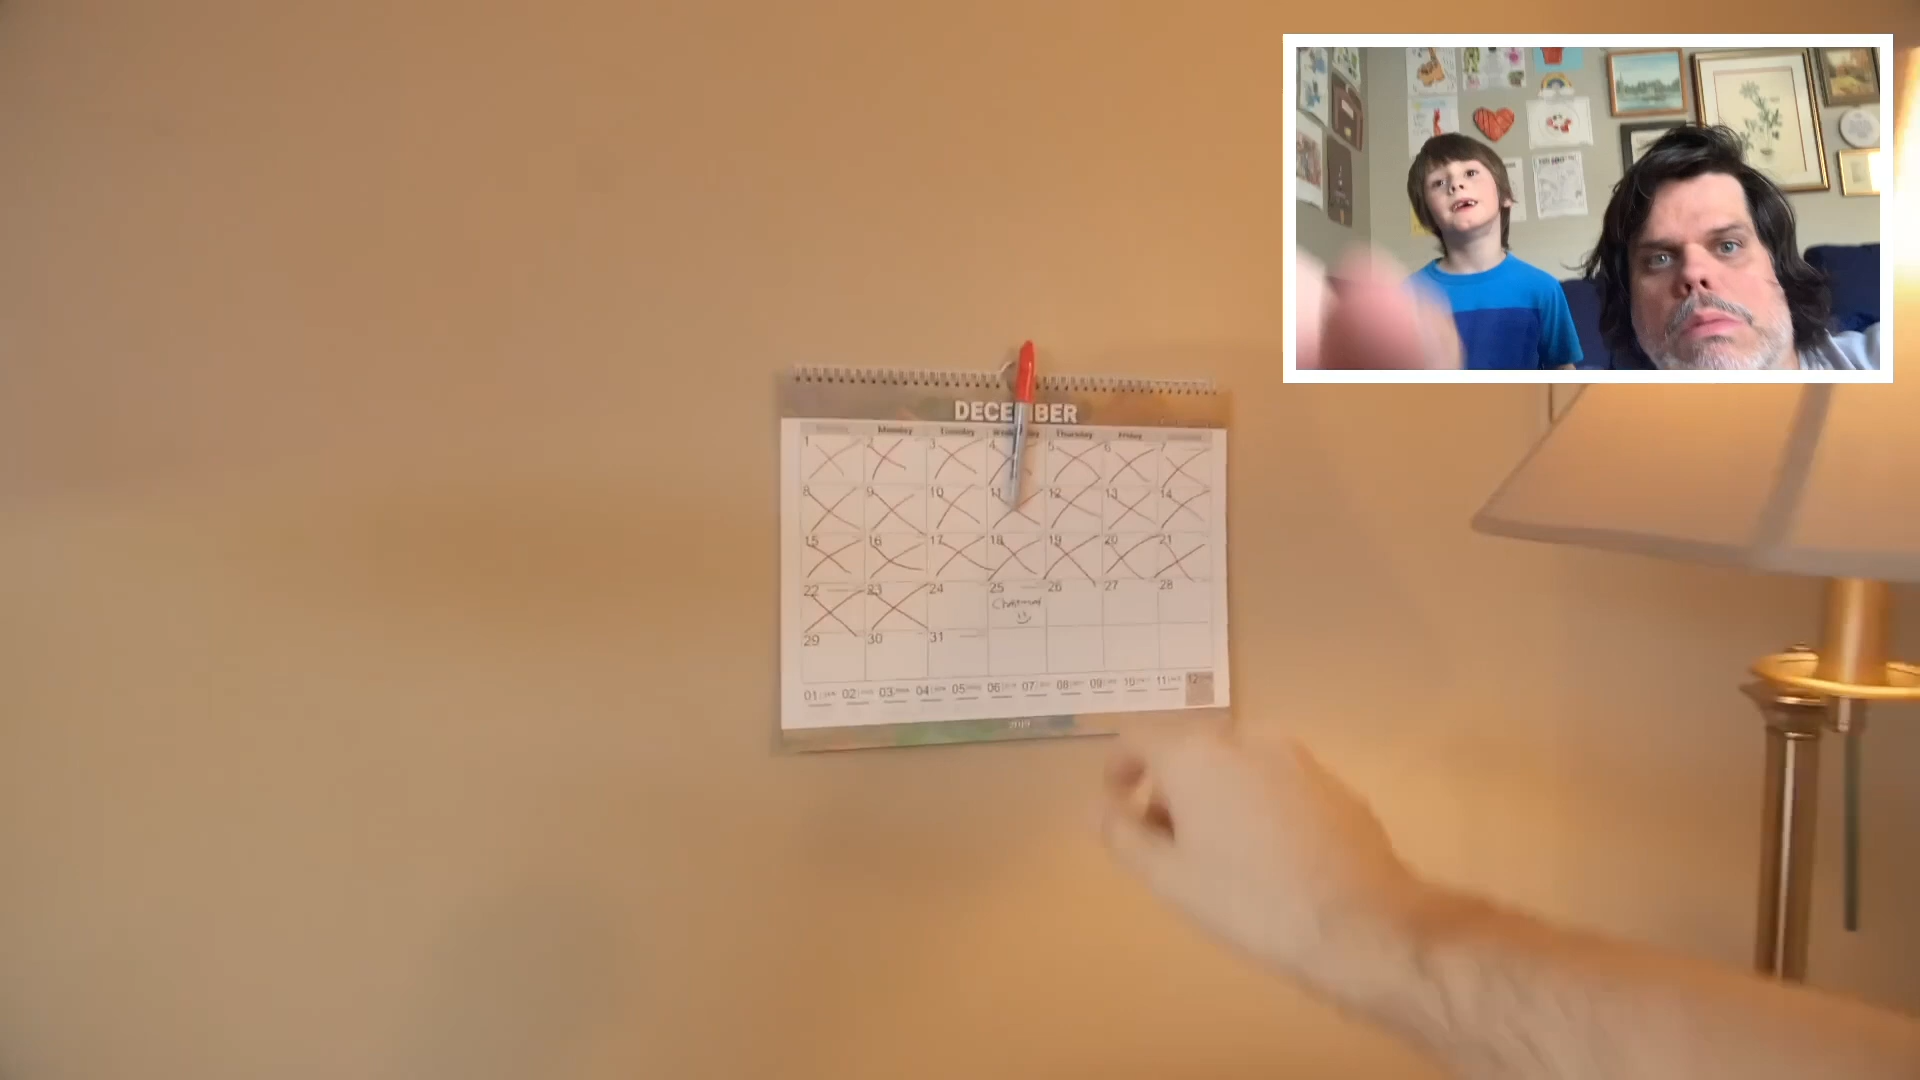 DECEMBER
Monday Tuesday Wednesday Thursday Friday
1 2 3 4 5 6 7
8 9 10 11 12 13 14
15 16 17 18 19 20 21
22 23 24 25 26 27 28
Christmas
29 30 31
01 02 03 04 05 06 07 08 09 10 11 12
2019